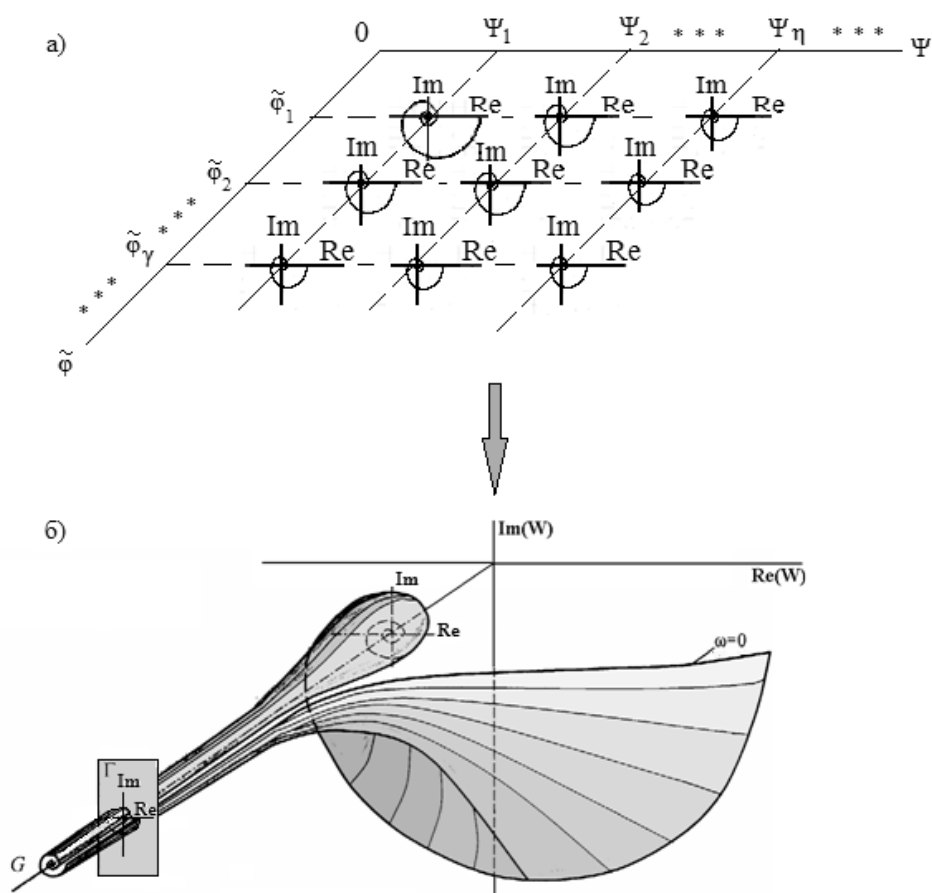 а)
0 Ψ1 Ψ2 * * * Ψη * * * Ψ
φ̃1 Im Re Im Re Im Re
φ̃2 Im Re Im Re Im Re
* * *
φ̃γ Im Re Im Re Im Re
* * *
φ̃
б)
Im(W)
Re(W)
Im
Re
ω=0
Γ
Im
Re
G